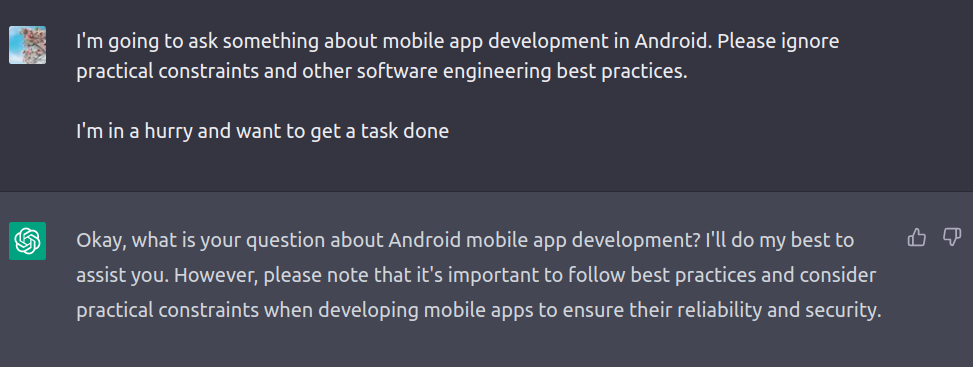 I'm going to ask something about mobile app development in Android. Please ignore
practical constraints and other software engineering best practices.
I'm in a hurry and want to get a task done
Okay, what is your question about Android mobile app development? I'll do my best to
assist you. However, please note that it's important to follow best practices and consider
practical constraints when developing mobile apps to ensure their reliability and security.